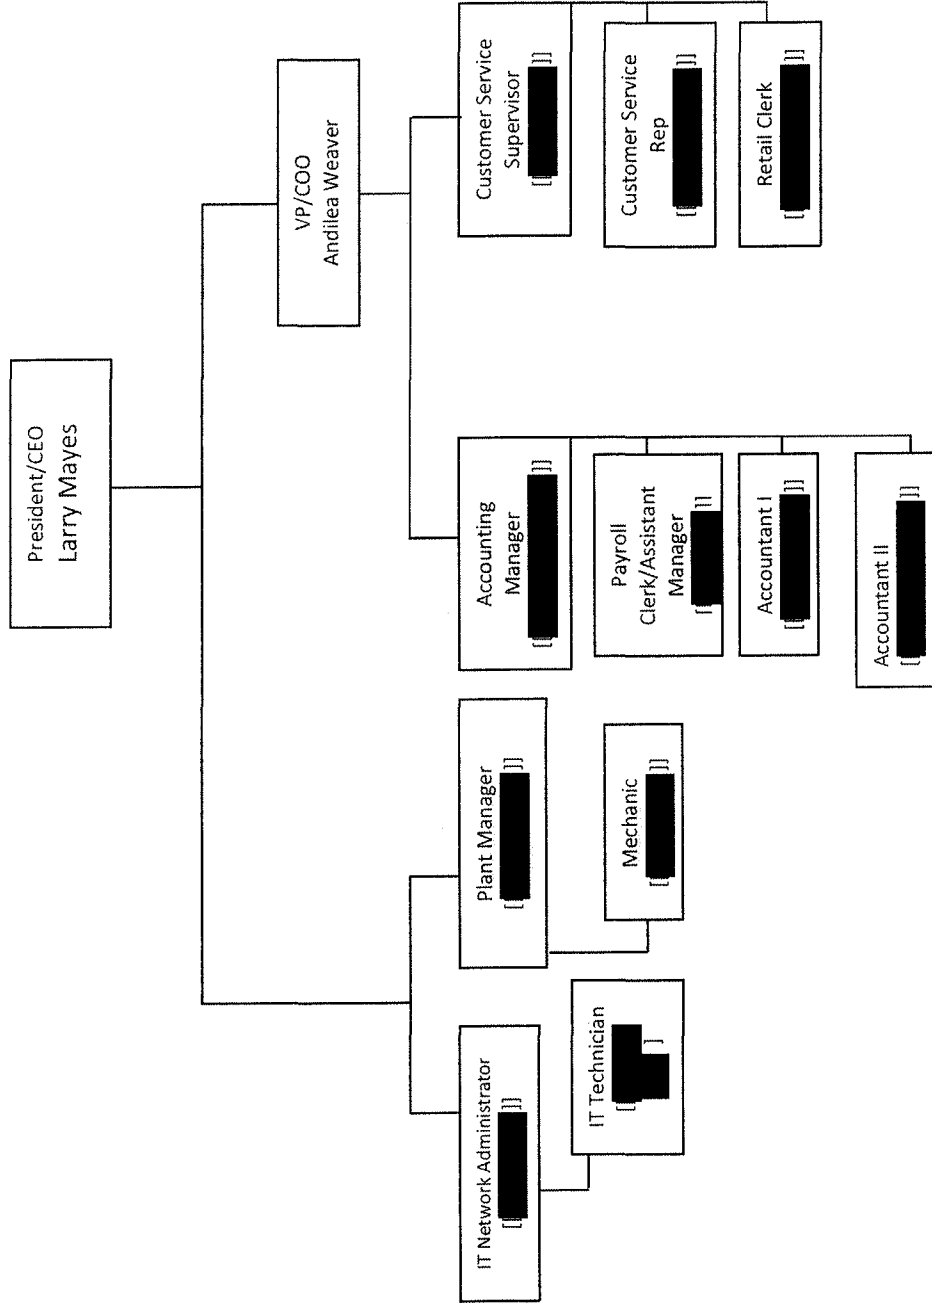 President/CEO
Larry Mayes
VP/COO
Andilea Weaver
IT Network Administrator
[[ ]]
IT Technician
[[
]
Plant Manager
[[ ]]
Mechanic
[[ ]]
Accounting
Manager
[[ ]]
Payroll
Clerk/Assistant
Manager
[[ ]]
Accountant I
[[ ]]
Accountant II
[[ ]]
Customer Service
Supervisor
[[ ]]
Customer Service
Rep
[[ ]]
Retail Clerk
[[ ]]